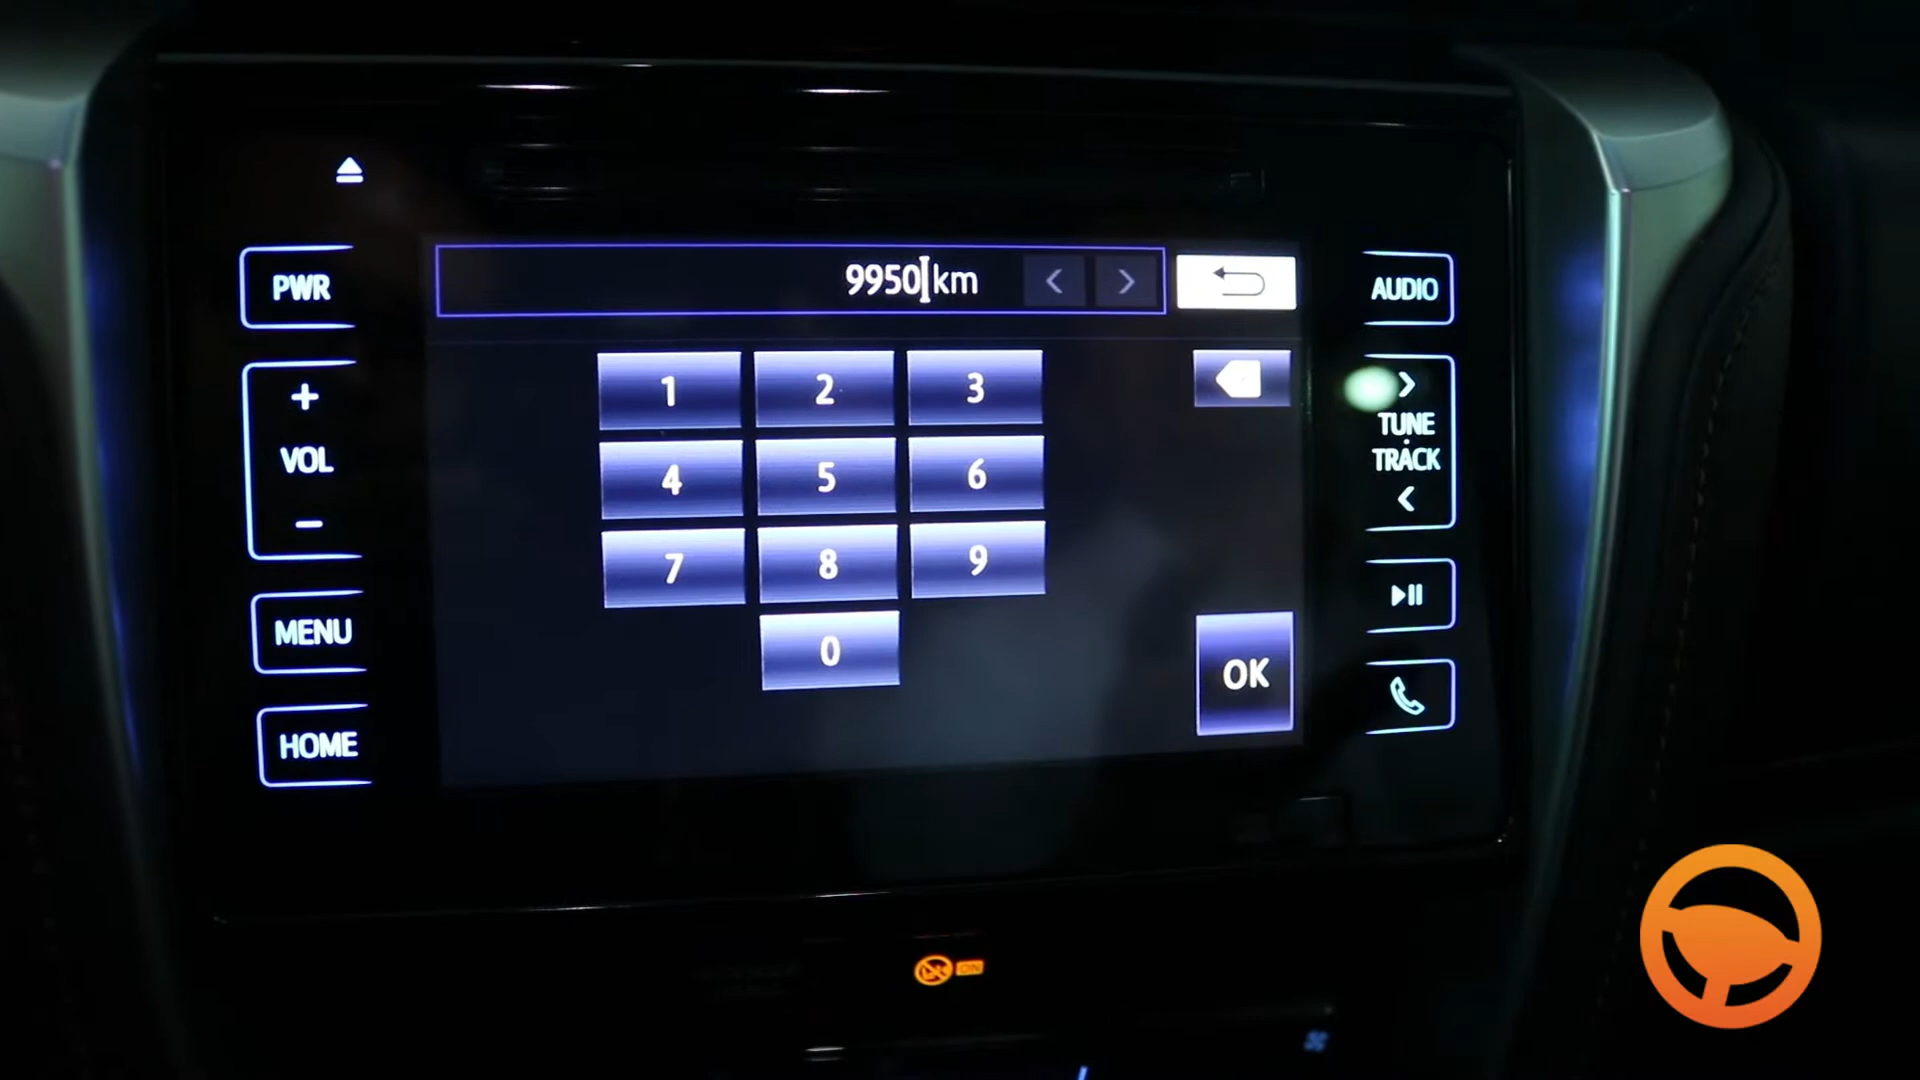 PWR
+
VOL
−
MENU
HOME
9950 km
< >
1 2 3
4 5 6
7 8 9
0
OK
AUDIO
>
TUNE
TRACK
<
ON